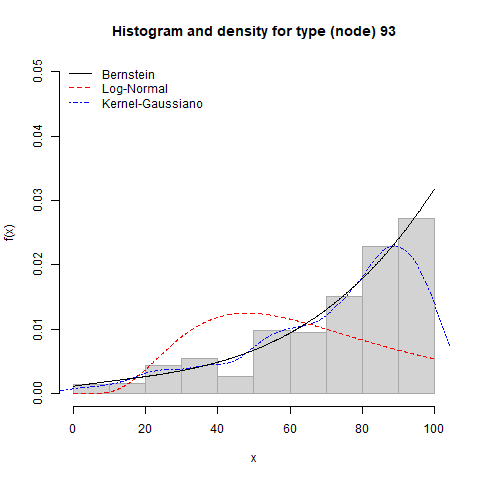 Histogram and density for type (node) 93
Bernstein
Log-Normal
Kernel-Gaussiano
f(x)
0.05
0.04
0.03
0.02
0.01
0.00
0 20 40 60 80 100
x